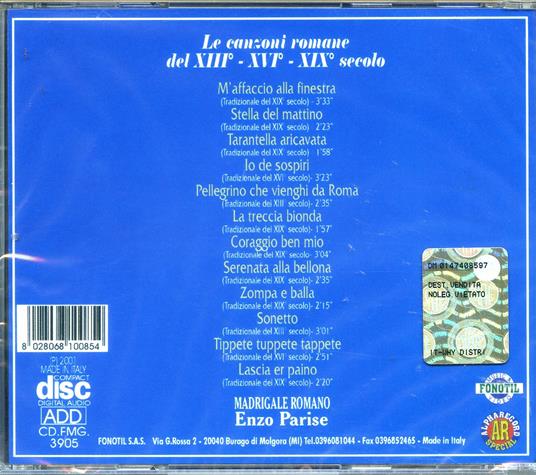 Le canzoni romane
del XIII° - XVI° - XIX° secolo
M'affaccio alla finestra
(Tradizionale del XIX° secolo) - 3'33"
Stella del mattino
(Tradizionale del XIX° secolo) 2'23"
Tarantella aricavata
(Tradizionale del XIX° secolo) 1'58"
Io de sospiri
(Tradizionale del XVI° secolo)- 3'23"
Pellegrino che vienghi da Roma
(Tradizionale del XIII° secolo)- 2'35"
La treccia bionda
(Tradizionale del XIX° secolo)- 1'57"
Coraggio ben mio
(Tradizionale del XIX° secolo)- 3'04"
Serenata alla bellona
(Tradizionale del XIX° secolo)- 2'35"
Zompa e balla
(Tradizionale del XIX° secolo)- 2'15"
Sonetto
(Tradizionale del XIII° secolo)- 3'01"
Tippete tuppete tappete
(Tradizionale del XVI° secolo) 2'51"
Lascia er paino
(Tradizionale del XIX° secolo)- 2'20"
MADRIGALE ROMANO
Enzo Parise
DM 0147408597
DEST.VENDITA
NOLEG.VIETATO
IT-WHY DISTRI
8 028068 100854
(P) 2001
MADE IN ITALY
COMPACT
disc
DIGITAL AUDIO
ADD
CD.FMG.
3905
FONOTIL
ALPHARECORD
AR
SPECIAL
FONOTIL S.A.S. Via G.Rossa 2 - 20040 Burago di Molgora (MI) Tel.0396081044 - Fax 0396852465 - Made in Italy